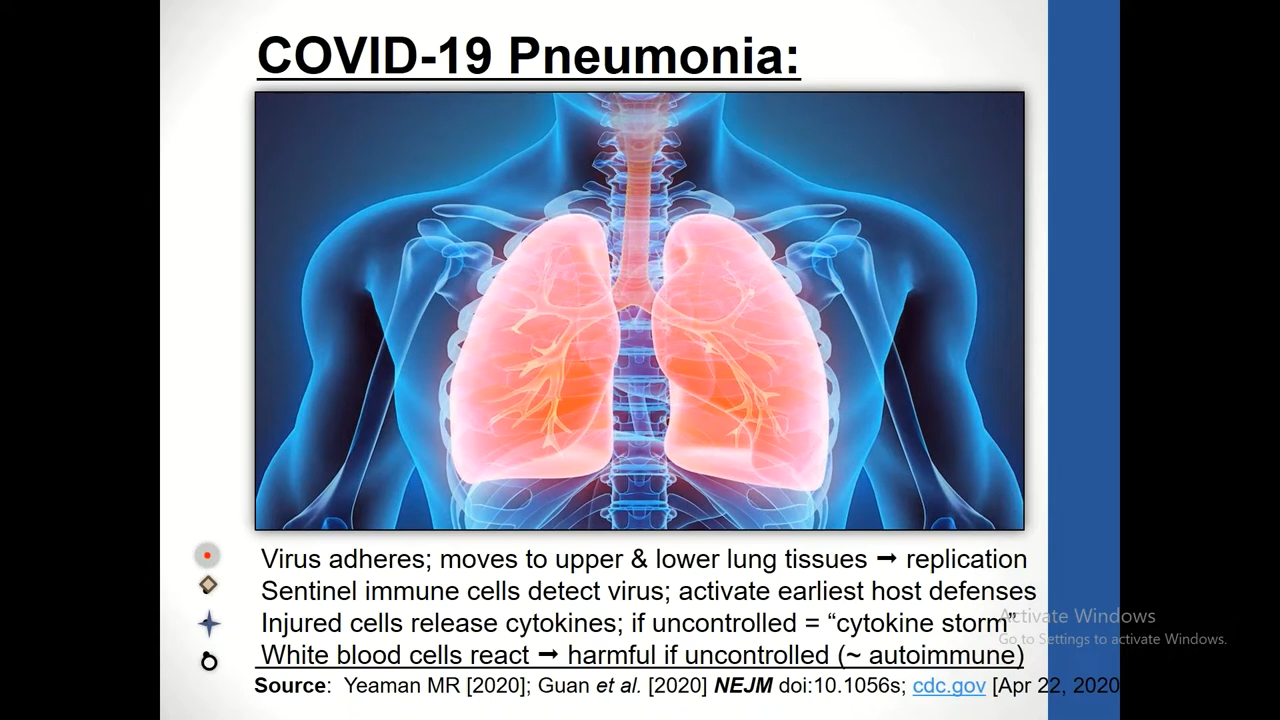 COVID-19 Pneumonia:
Virus adheres; moves to upper & lower lung tissues ➞ replication
Sentinel immune cells detect virus; activate earliest host defenses
Injured cells release cytokines; if uncontrolled = “cytokine storm”
White blood cells react ➞ harmful if uncontrolled (~ autoimmune)
Source: Yeaman MR [2020]; Guan et al. [2020] NEJM doi:10.1056s; cdc.gov [Apr 22, 2020
Activate Windows
Go to Settings to activate Windows.